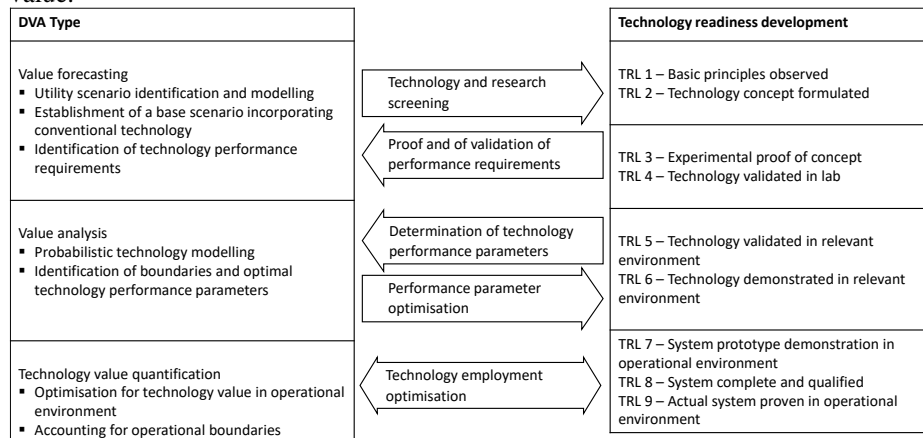 value.
DVA Type
Value forecasting
▪ Utility scenario identification and modelling
▪ Establishment of a base scenario incorporating
conventional technology
▪ Identification of technology performance
requirements
Value analysis
▪ Probabilistic technology modelling
▪ Identification of boundaries and optimal
technology performance parameters
Technology value quantification
▪ Optimisation for technology value in operational
environment
▪ Accounting for operational boundaries
Technology and research
screening
Proof and of validation of
performance requirements
Determination of technology
performance parameters
Performance parameter
optimisation
Technology employment
optimisation
Technology readiness development
TRL 1 – Basic principles observed
TRL 2 – Technology concept formulated
TRL 3 – Experimental proof of concept
TRL 4 – Technology validated in lab
TRL 5 – Technology validated in relevant
environment
TRL 6 – Technology demonstrated in relevant
environment
TRL 7 – System prototype demonstration in
operational environment
TRL 8 – System complete and qualified
TRL 9 – Actual system proven in operational
environment